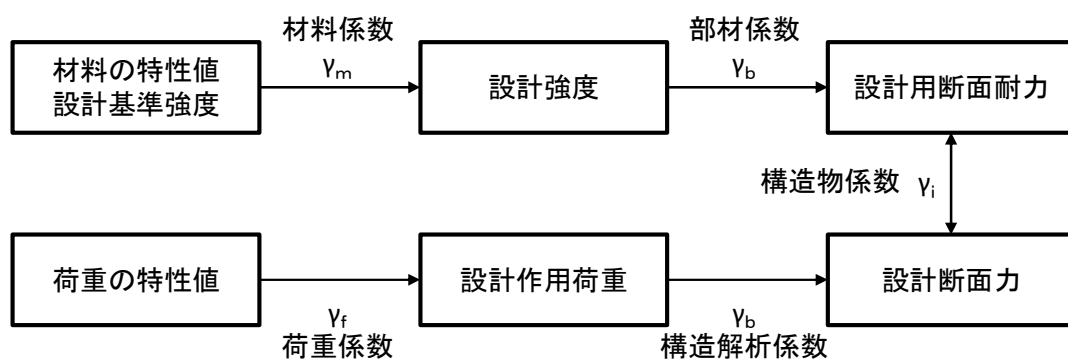 材料係数
γm
部材係数
γb
材料の特性値
設計基準強度
設計強度
設計用断面耐力
構造物係数 γi
荷重の特性値
設計作用荷重
設計断面力
γf
荷重係数
γb
構造解析係数